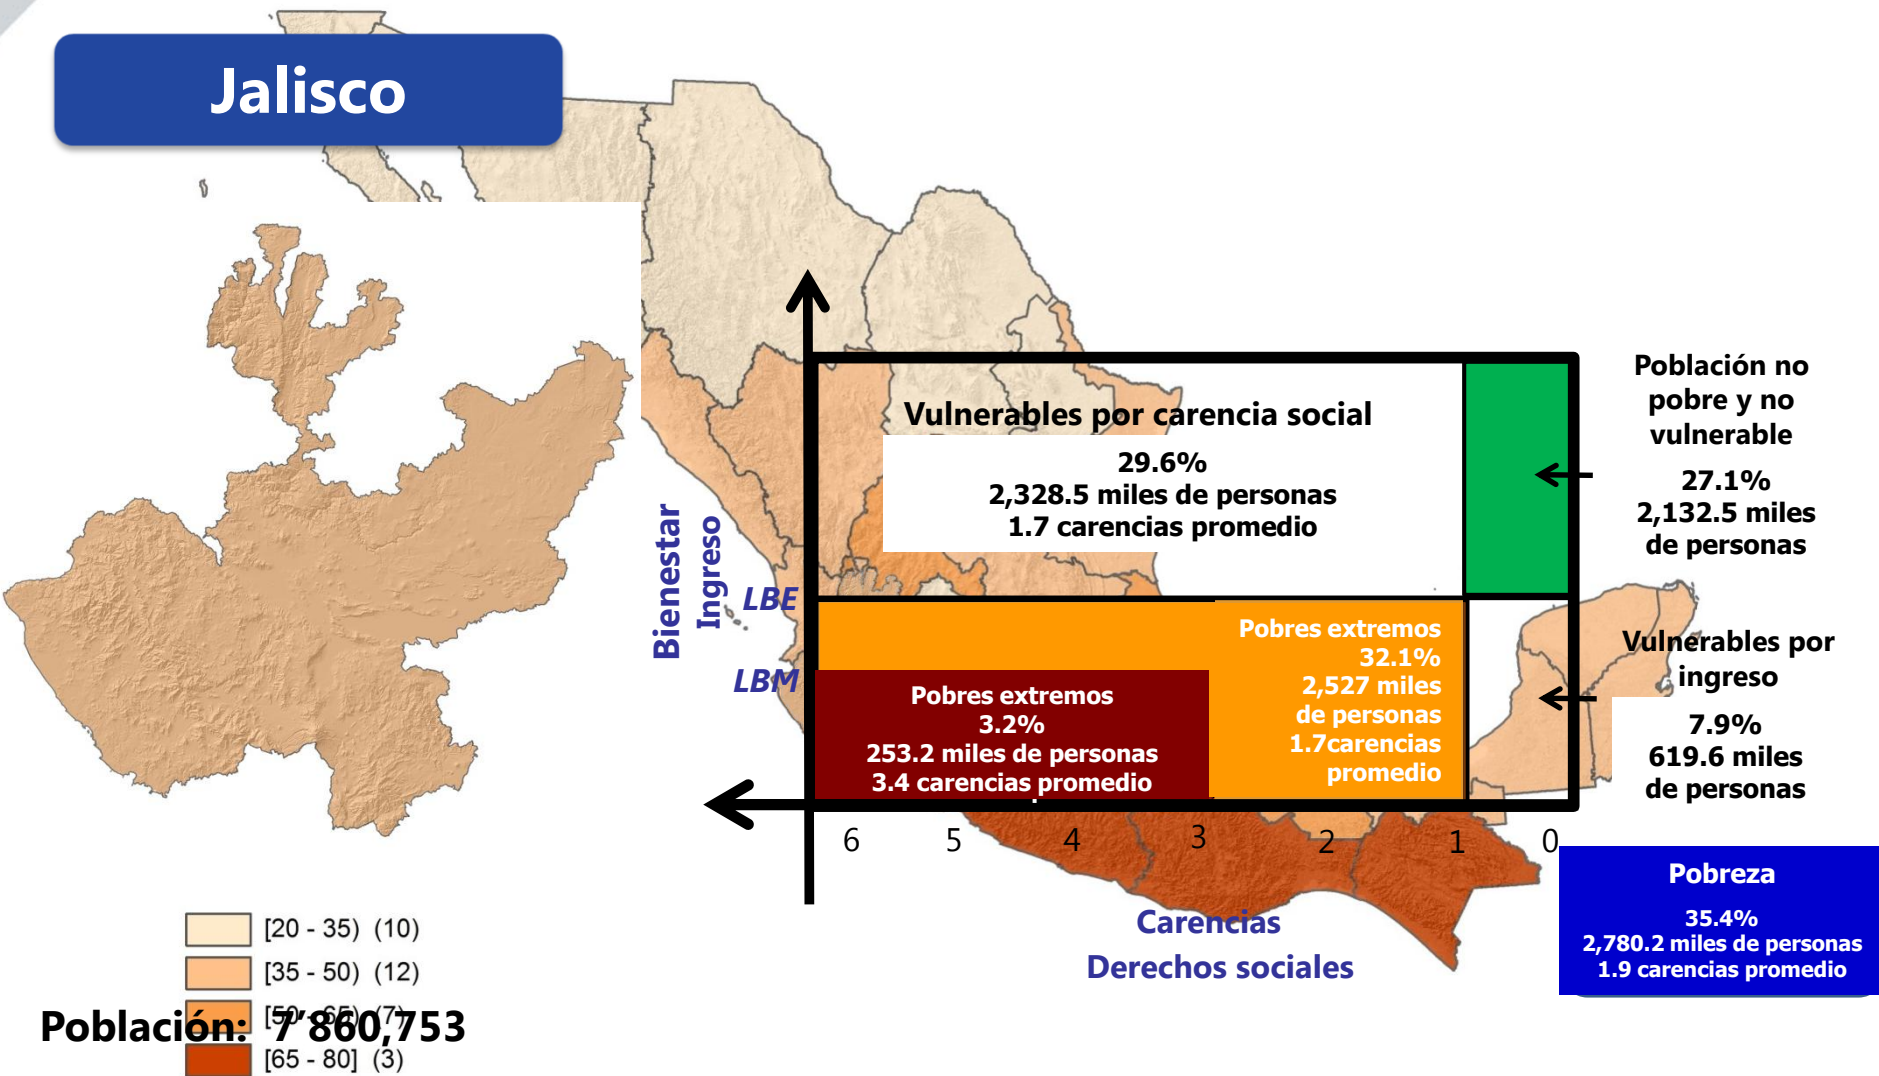 Jalisco
Vulnerables por carencia social
29.6%
2,328.5 miles de personas
1.7 carencias promedio
Población no
pobre y no
vulnerable
27.1%
2,132.5 miles
de personas
Bienestar
Ingreso
LBE
LBM
Pobres extremos
32.1%
2,527 miles
de personas
1.7carencias
promedio
Pobres extremos
3.2%
253.2 miles de personas
3.4 carencias promedio
Vulnerables por
ingreso
7.9%
619.6 miles
de personas
6 5 4 3 2 1 0
Carencias
Derechos sociales
Pobreza
35.4%
2,780.2 miles de personas
1.9 carencias promedio
[20 - 35) (10)
[35 - 50) (12)
[50 - 65) (7)
Población: 7’860,753
[65 - 80] (3)